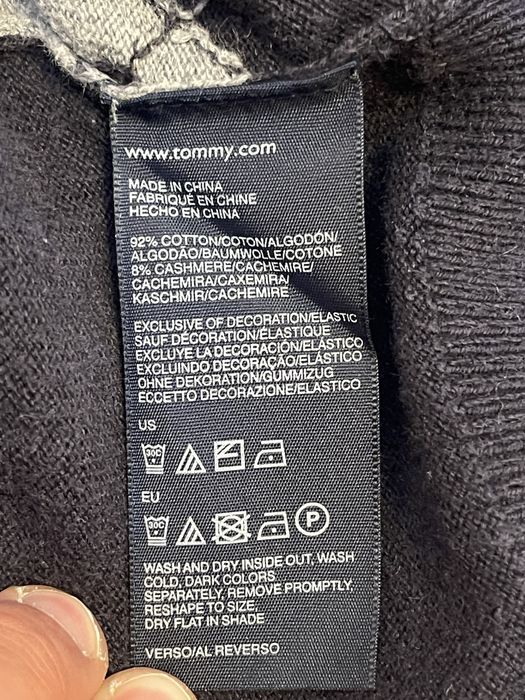 www.tommy.com
MADE IN CHINA
FABRIQUÉ EN CHINE
HECHO EN CHINA
92% COTTON/COTON/ALGODÓN/
ALGODÃO/BAUMWOLLE/COTONE
8% CASHMERE/CACHEMIRE/
CACHEMIRA/CAXEMIRA/
KASCHMIR/CACHEMIRE
EXCLUSIVE OF DECORATION/ELASTIC
SAUF DÉCORATION/ÉLASTIQUE
EXCLUYE LA DECORACIÓN/ELÁSTICO
EXCLUINDO DECORAÇÃO/ELÁSTICO
OHNE DEKORATION/GUMMIZUG
ECCETTO DECORAZIONE/ELASTICO
US
30C
EU
30C
P
WASH AND DRY INSIDE OUT, WASH
COLD, DARK COLORS
SEPARATELY, REMOVE PROMPTLY,
RESHAPE TO SIZE,
DRY FLAT IN SHADE
VERSO/AL REVERSO